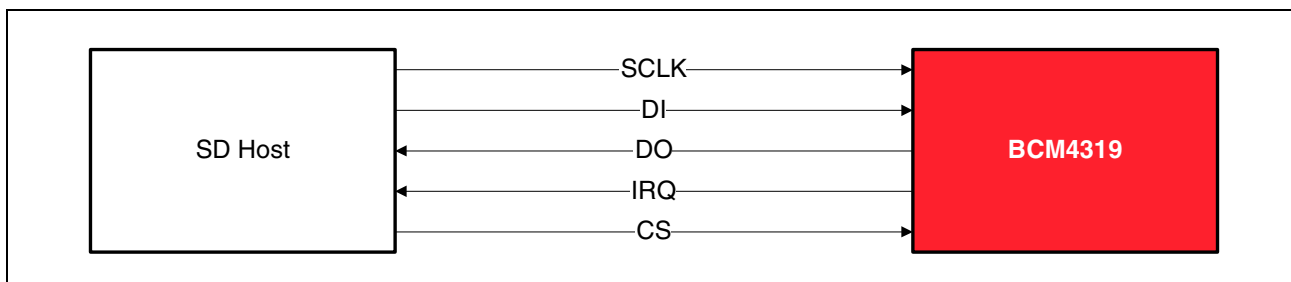 SD Host
SCLK
DI
DO
IRQ
CS
BCM4319